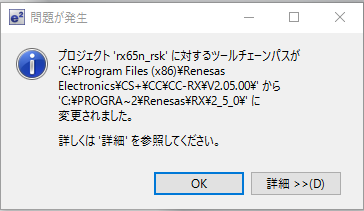 e²
問題が発生
プロジェクト 'rx65n_rsk' に対するツールチェーンパスが
'C:¥Program Files (x86)¥Renesas
Electronics¥CS+¥CC¥CC-RX¥V2.05.00¥' から
'C:¥PROGRA~2¥Renesas¥RX¥2_5_0¥' に
変更されました。
詳しくは '詳細' を参照してください。
OK
詳細 >>(D)